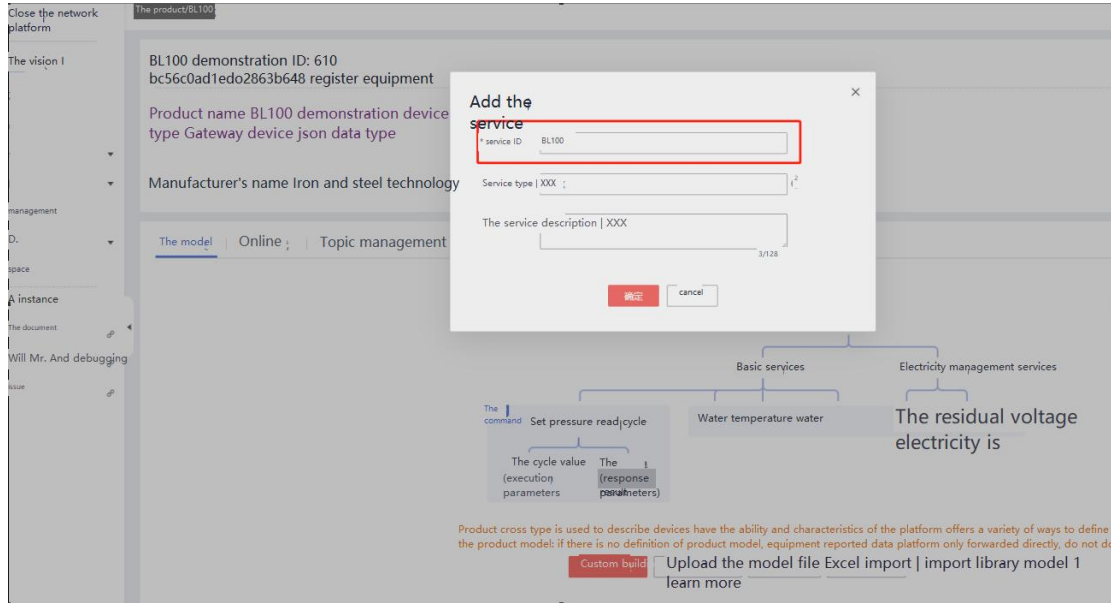 Close the network
platform
The product/BL100
The vision I
BL100 demonstration ID: 610
bc56c0ad1edo2863b648 register equipment
Product name BL100 demonstration device
type Gateway device json data type
Manufacturer's name Iron and steel technology
management
D.
space
A instance
The document
Will Mr. And debugging
issue
Add the
service
* service ID BL100
Service type | XXX
The service description | XXX
3/128
确定 cancel
The model Online Topic management
Basic services Electricity management services
The
command Set pressure read cycle
Water temperature water
The residual voltage
electricity is
The cycle value The
(execution (response
parameters parameters)
Product cross type is used to describe devices have the ability and characteristics of the platform offers a variety of ways to define
the product model: if there is no definition of product model, equipment reported data platform only forwarded directly, do not do
Custom build Upload the model file Excel import | import library model 1
learn more